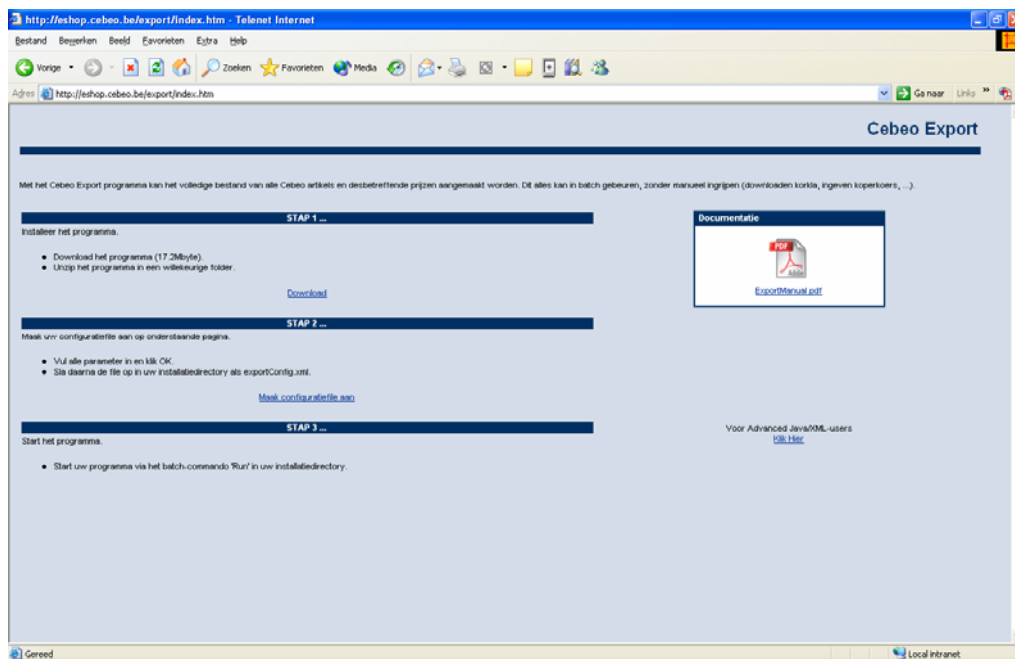 http://eshop.cebeo.be/export/index.htm - Telenet Internet
Bestand Bewerken Beeld Favorieten Extra Help
Vorige Zoeken Favorieten Media
Adres http://eshop.cebeo.be/export/index.htm Ga naar Links »
Cebeo Export
Met het Cebeo Export programma kan het volledige bestand van alle Cebeo artikels en desbetreffende prijzen aangemaakt worden. Dit alles kan in batch gebeuren, zonder manueel ingrijpen (downloaden korkla, ingeven koperkoers, ...).
STAP 1 ...
Installeer het programma.
• Download het programma (17.2Mbyte).
• Unzip het programma in een willekeurige folder.
Download
Documentatie
PDF
Adobe
ExportManual.pdf
STAP 2 ...
Maak uw configuratiefile aan op onderstaande pagina.
• Vul alle parameter in en klik OK.
• Sla daarna de file op in uw installatiedirectory als exportConfig.xml.
Maak configuratiefile aan
STAP 3 ...
Start het programma.
• Start uw programma via het batch-commando 'Run' in uw installatiedirectory.
Voor Advanced Java/XML-users
Klik Hier
Gereed Local intranet